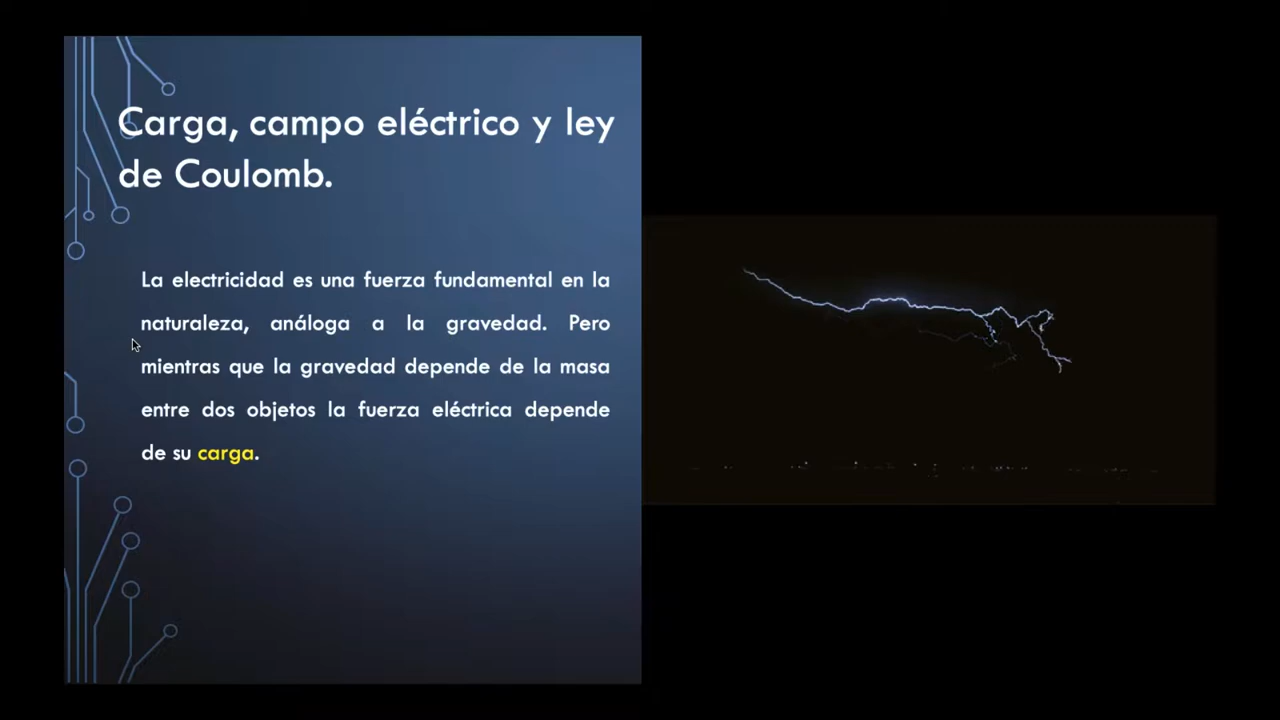 Carga, campo eléctrico y ley
de Coulomb.
La electricidad es una fuerza fundamental en la
naturaleza, análoga a la gravedad. Pero
mientras que la gravedad depende de la masa
entre dos objetos la fuerza eléctrica depende
de su carga.